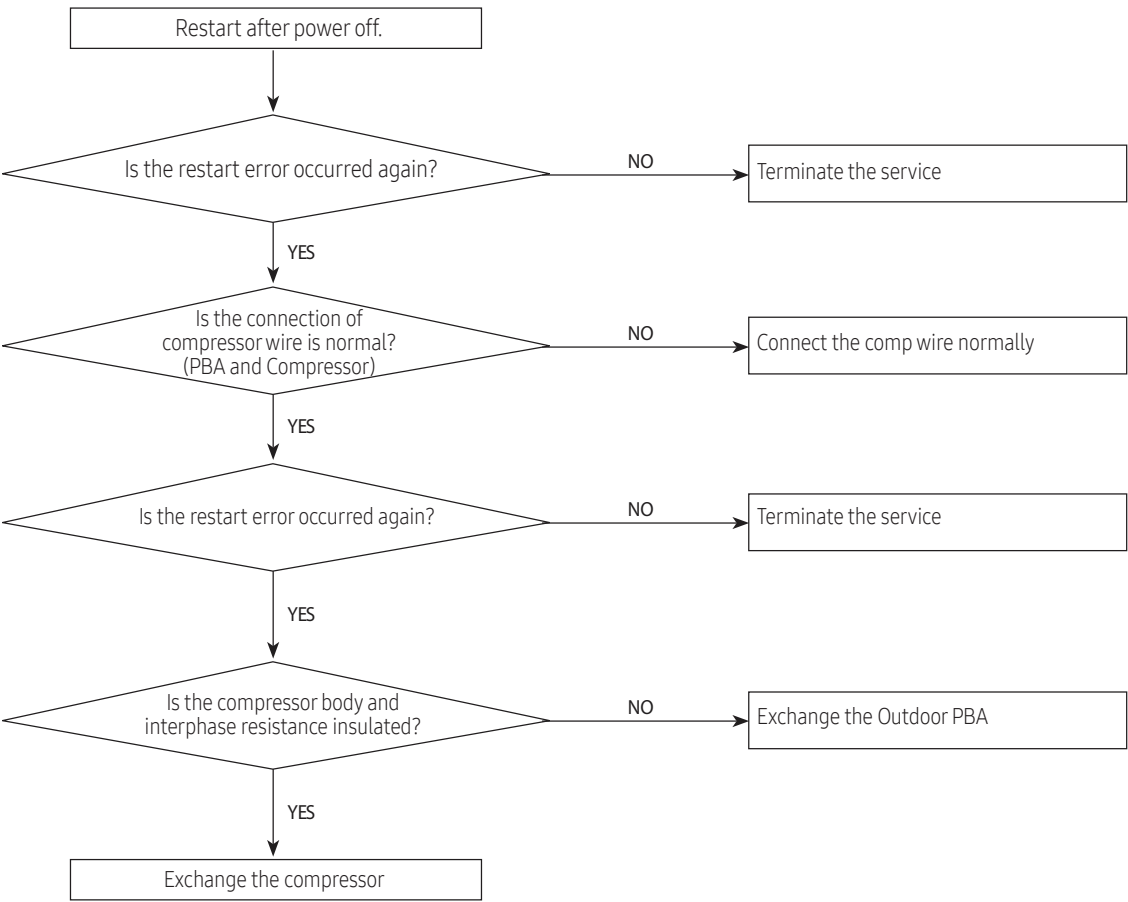 Restart after power off.
Is the restart error occurred again?
NO
Terminate the service
YES
Is the connection of
compressor wire is normal?
(PBA and Compressor)
NO
Connect the comp wire normally
YES
Is the restart error occurred again?
NO
Terminate the service
YES
Is the compressor body and
interphase resistance insulated?
NO
Exchange the Outdoor PBA
YES
Exchange the compressor